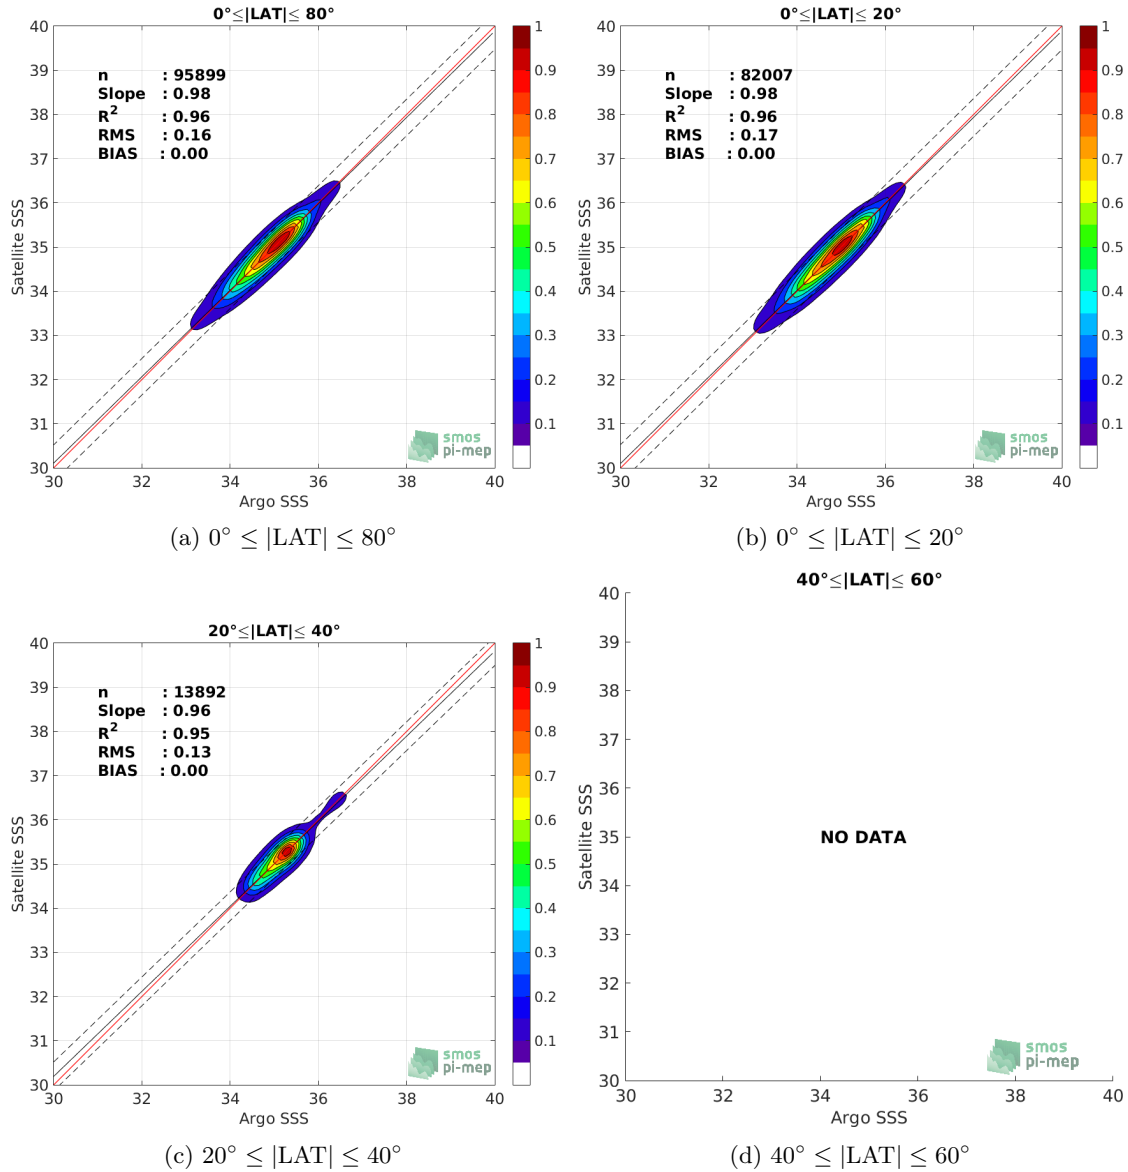 0°≤|LAT|≤ 80°
40
39
38
37
36
35
34
33
32
31
30
Satellite SSS
n : 95899
Slope : 0.98
R² : 0.96
RMS : 0.16
BIAS : 0.00
smos
pi-mep
30 32 34 36 38 40
Argo SSS
1
0.9
0.8
0.7
0.6
0.5
0.4
0.3
0.2
0.1
(a) 0° ≤ |LAT| ≤ 80°
0°≤|LAT|≤ 20°
40
39
38
37
36
35
34
33
32
31
30
Satellite SSS
n : 82007
Slope : 0.98
R² : 0.96
RMS : 0.17
BIAS : 0.00
smos
pi-mep
30 32 34 36 38 40
Argo SSS
1
0.9
0.8
0.7
0.6
0.5
0.4
0.3
0.2
0.1
(b) 0° ≤ |LAT| ≤ 20°
20°≤|LAT|≤ 40°
40
39
38
37
36
35
34
33
32
31
30
Satellite SSS
n : 13892
Slope : 0.96
R² : 0.95
RMS : 0.13
BIAS : 0.00
smos
pi-mep
30 32 34 36 38 40
Argo SSS
1
0.9
0.8
0.7
0.6
0.5
0.4
0.3
0.2
0.1
(c) 20° ≤ |LAT| ≤ 40°
40°≤|LAT|≤ 60°
40
39
38
37
36
35
34
33
32
31
30
Satellite SSS
NO DATA
smos
pi-mep
30 32 34 36 38 40
Argo SSS
(d) 40° ≤ |LAT| ≤ 60°